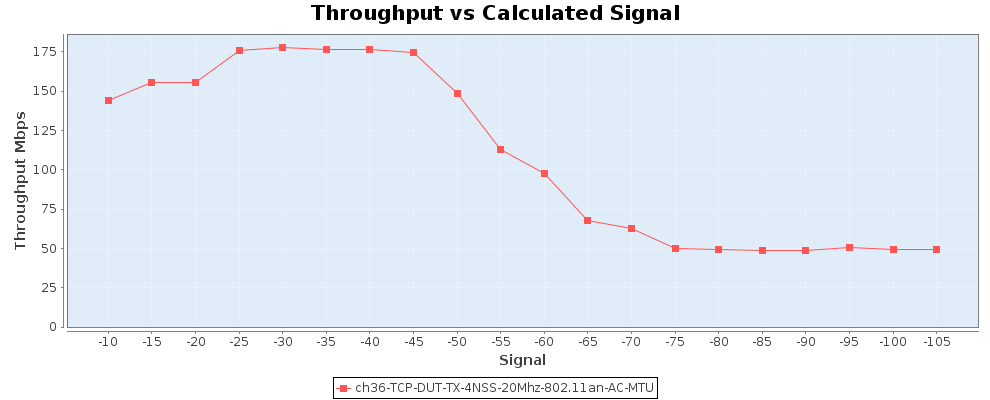 Throughput vs Calculated Signal
Throughput Mbps
175
150
125
100
75
50
25
0
-10 -15 -20 -25 -30 -35 -40 -45 -50 -55 -60 -65 -70 -75 -80 -85 -90 -95 -100 -105
Signal
ch36-TCP-DUT-TX-4NSS-20Mhz-802.11an-AC-MTU